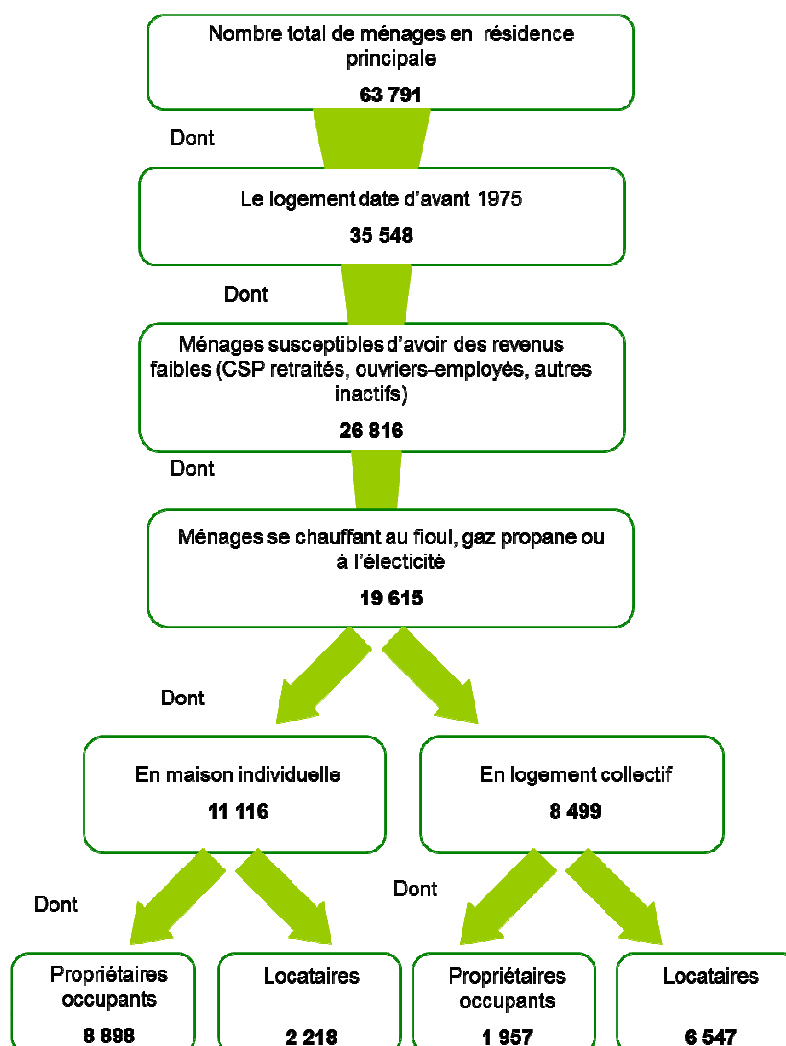 Nombre total de ménages en résidence
principale
63 791
Dont
Le logement date d'avant 1975
35 548
Dont
Ménages susceptibles d'avoir des revenus
faibles (CSP retraités, ouvriers-employés, autres
inactifs)
26 816
Dont
Ménages se chauffant au fioul, gaz propane ou
à l'électicité
19 615
Dont
En maison individuelle
11 116
En logement collectif
8 499
Dont
Dont
Propriétaires
occupants
8 898
Locataires
2 218
Propriétaires
occupants
1 957
Locataires
6 547